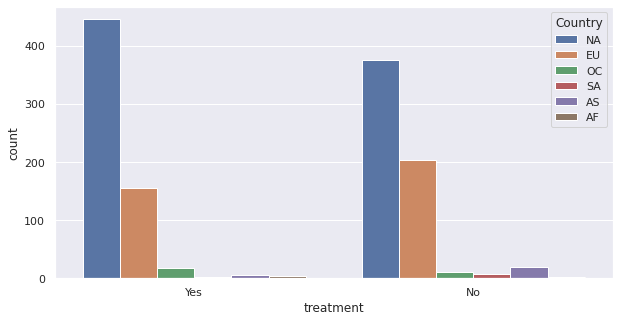 Country
NA
EU
OC
SA
AS
AF
400
300
200
100
0
count
Yes
No
treatment